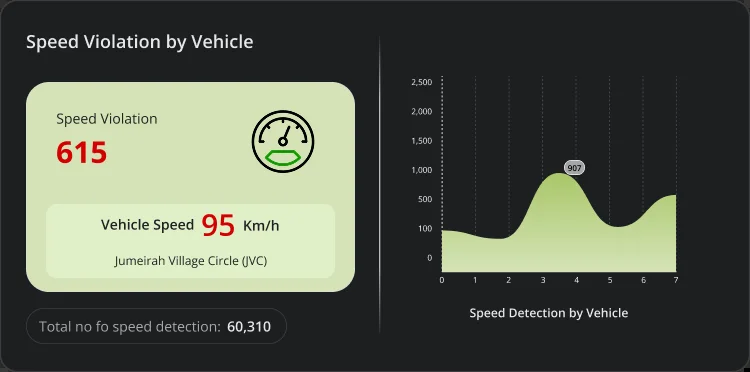 Speed Violation by Vehicle
Speed Violation
615
Vehicle Speed 95 Km/h
Jumeirah Village Circle (JVC)
Total no fo speed detection: 60,310
2,500
2,000
1,500
1,000
500
100
0
907
0 1 2 3 4 5 6 7
Speed Detection by Vehicle